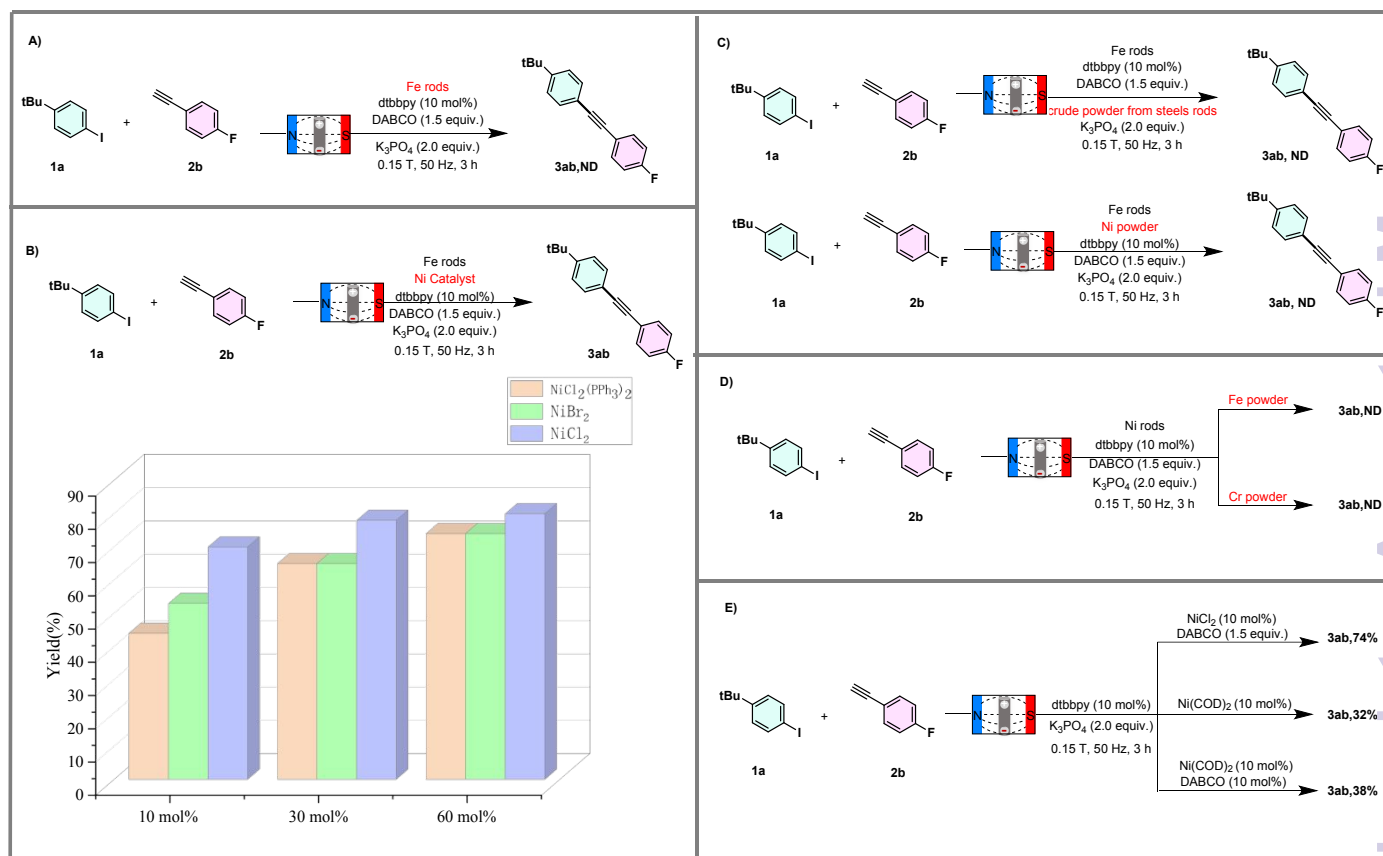 A)
tBu
I
1a
+
F
2b
N
S
Fe rods
dtbbpy (10 mol%)
DABCO (1.5 equiv.)
K3PO4 (2.0 equiv.)
0.15 T, 50 Hz, 3 h
tBu
F
3ab,ND
B)
tBu
I
1a
+
F
2b
N
S
Fe rods
Ni Catalyst
dtbbpy (10 mol%)
DABCO (1.5 equiv.)
K3PO4 (2.0 equiv.)
0.15 T, 50 Hz, 3 h
tBu
F
3ab
NiCl2(PPh3)2
NiBr2
NiCl2
Yield(%)
90
80
70
60
50
40
30
20
10
0
10 mol%
30 mol%
60 mol%
C)
tBu
I
1a
+
F
2b
N
S
Fe rods
dtbbpy (10 mol%)
DABCO (1.5 equiv.)
crude powder from steels rods
K3PO4 (2.0 equiv.)
0.15 T, 50 Hz, 3 h
tBu
F
3ab, ND
tBu
I
1a
+
F
2b
N
S
Fe rods
Ni powder
dtbbpy (10 mol%)
DABCO (1.5 equiv.)
K3PO4 (2.0 equiv.)
0.15 T, 50 Hz, 3 h
tBu
F
3ab, ND
D)
tBu
I
1a
+
F
2b
N
S
Ni rods
dtbbpy (10 mol%)
DABCO (1.5 equiv.)
K3PO4 (2.0 equiv.)
0.15 T, 50 Hz, 3 h
Fe powder
3ab,ND
Cr powder
3ab,ND
E)
tBu
I
1a
+
F
2b
N
S
dtbbpy (10 mol%)
K3PO4 (2.0 equiv.)
0.15 T, 50 Hz, 3 h
NiCl2 (10 mol%)
DABCO (1.5 equiv.)
3ab,74%
Ni(COD)2 (10 mol%)
3ab,32%
Ni(COD)2 (10 mol%)
DABCO (10 mol%)
3ab,38%